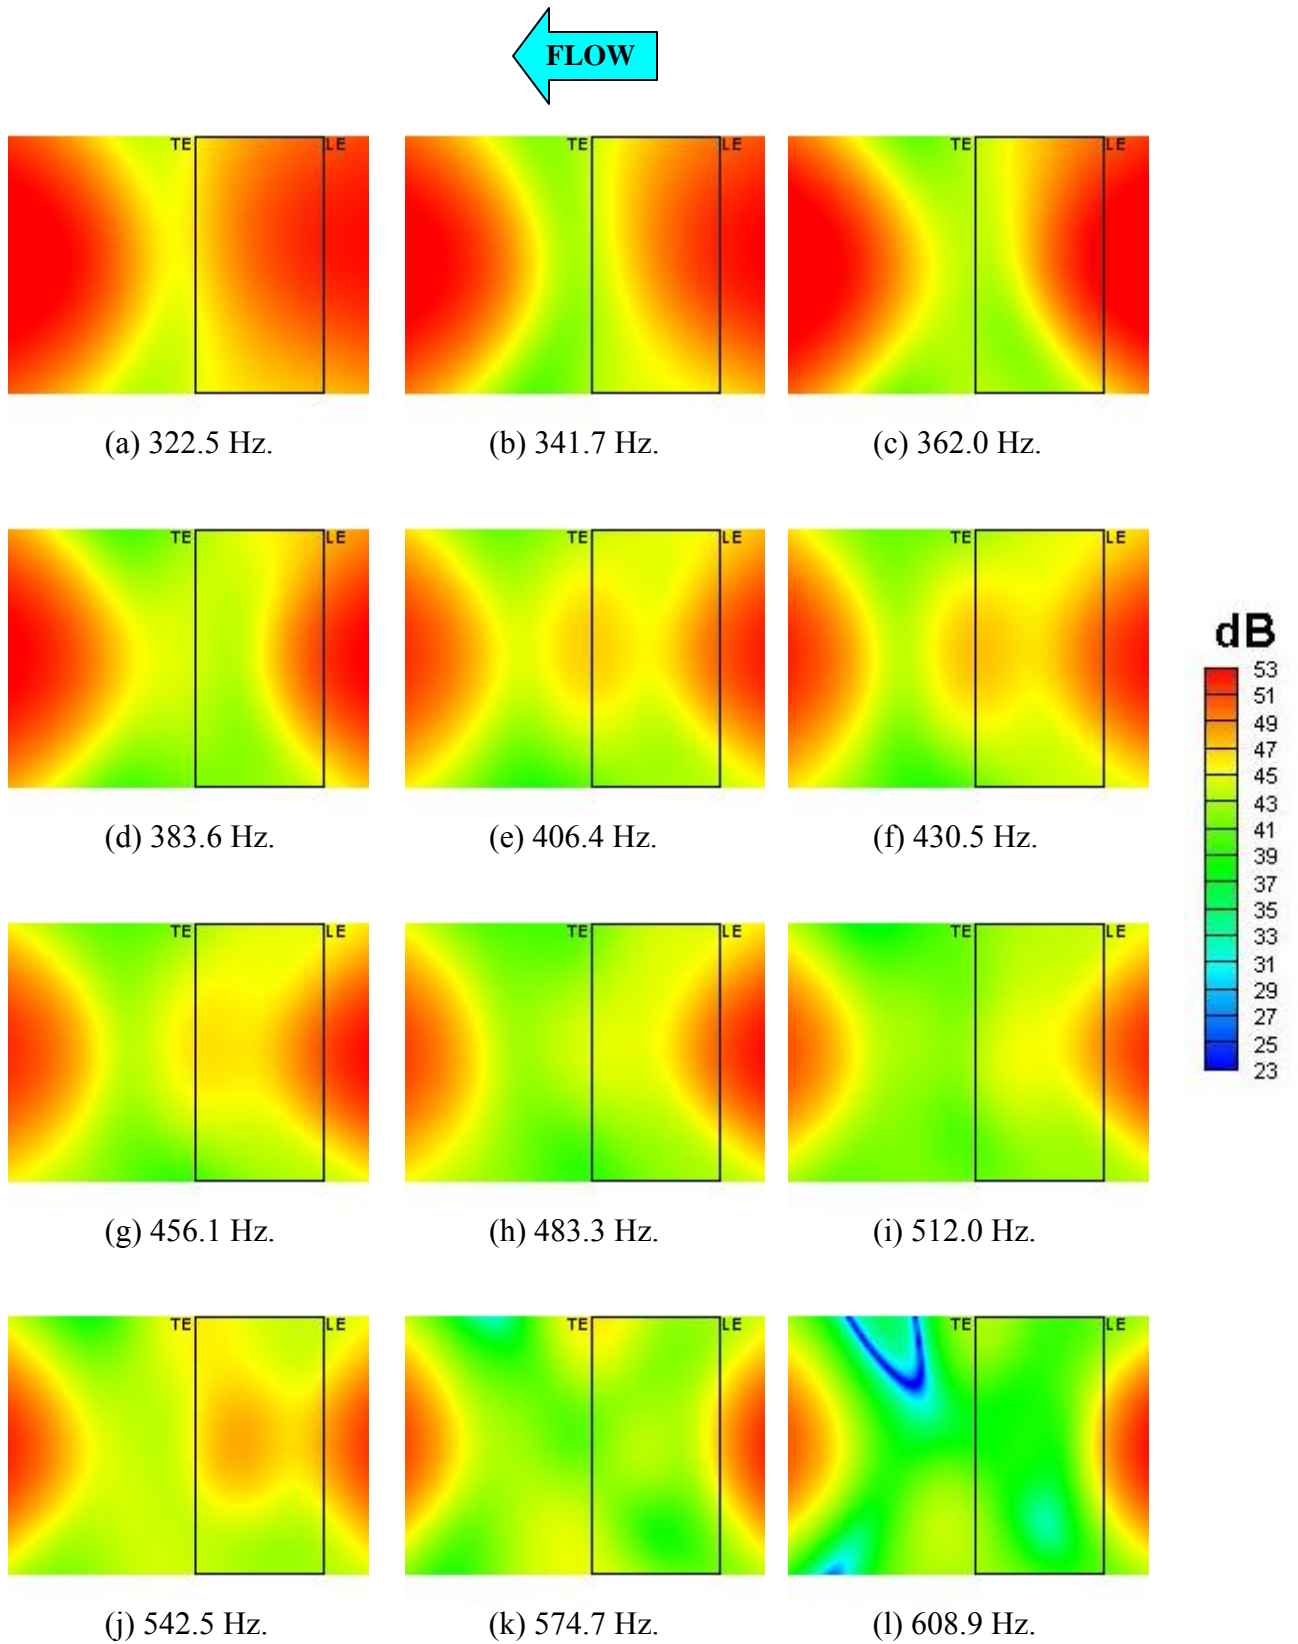 FLOW
TE LE TE LE TE LE
(a) 322.5 Hz. (b) 341.7 Hz. (c) 362.0 Hz.
TE LE TE LE TE LE
(d) 383.6 Hz. (e) 406.4 Hz. (f) 430.5 Hz.
dB
53
51
49
47
45
43
41
39
37
35
33
31
29
27
25
23
TE LE TE LE TE LE
(g) 456.1 Hz. (h) 483.3 Hz. (i) 512.0 Hz.
TE LE TE LE TE LE
(j) 542.5 Hz. (k) 574.7 Hz. (l) 608.9 Hz.